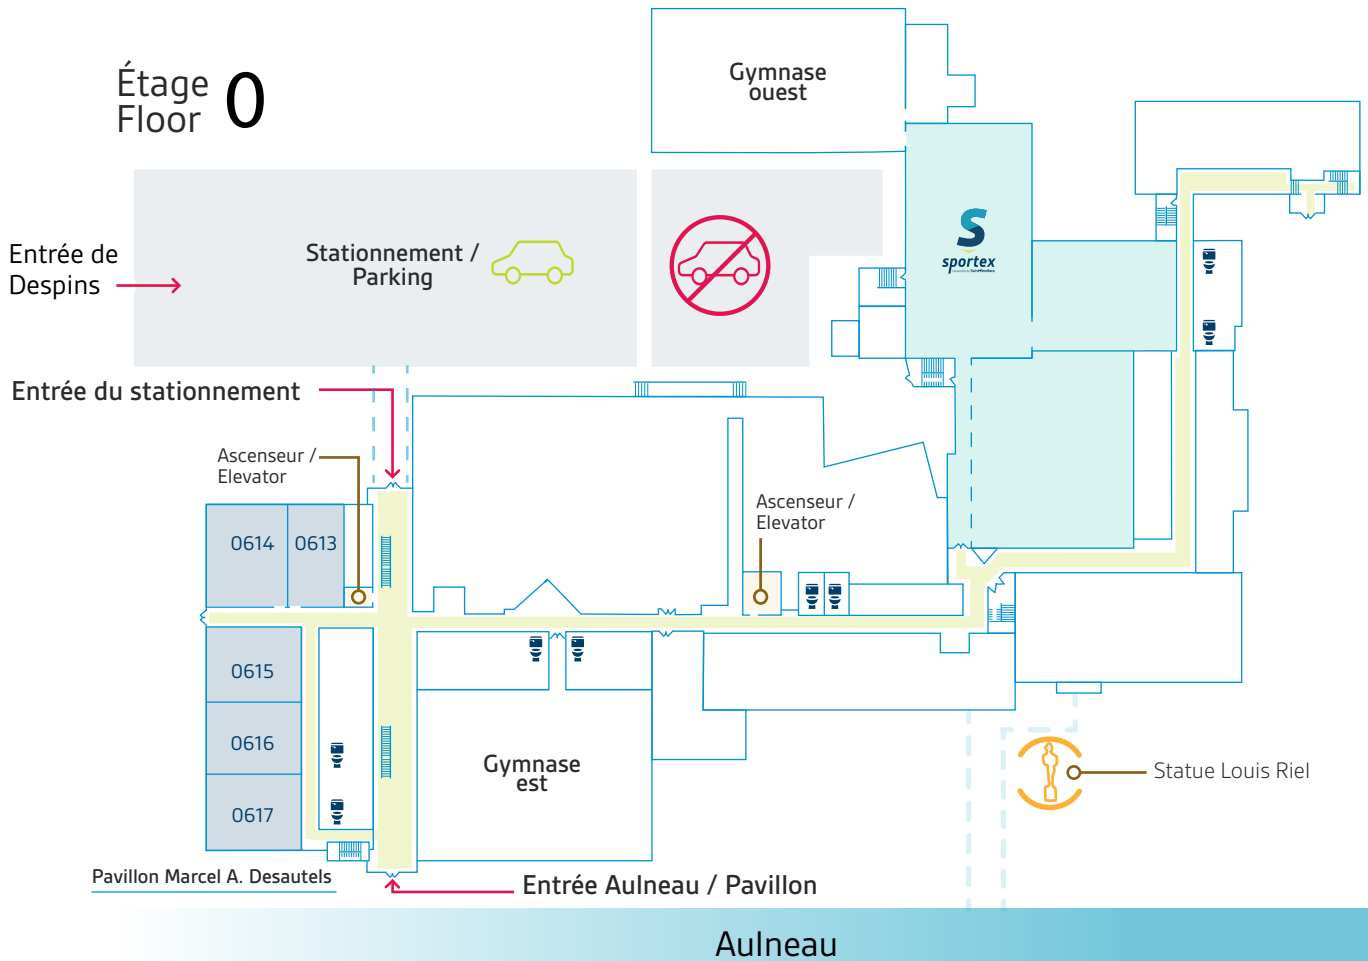 Étage
Floor
0
Gymnase
ouest
Entrée de
Despins
Stationnement /
Parking
sportex
Entrée du stationnement
Ascenseur /
Elevator
Ascenseur /
Elevator
0614
0613
0615
0616
0617
Gymnase
est
Statue Louis Riel
Pavillon Marcel A. Desautels
Entrée Aulneau / Pavillon
Aulneau